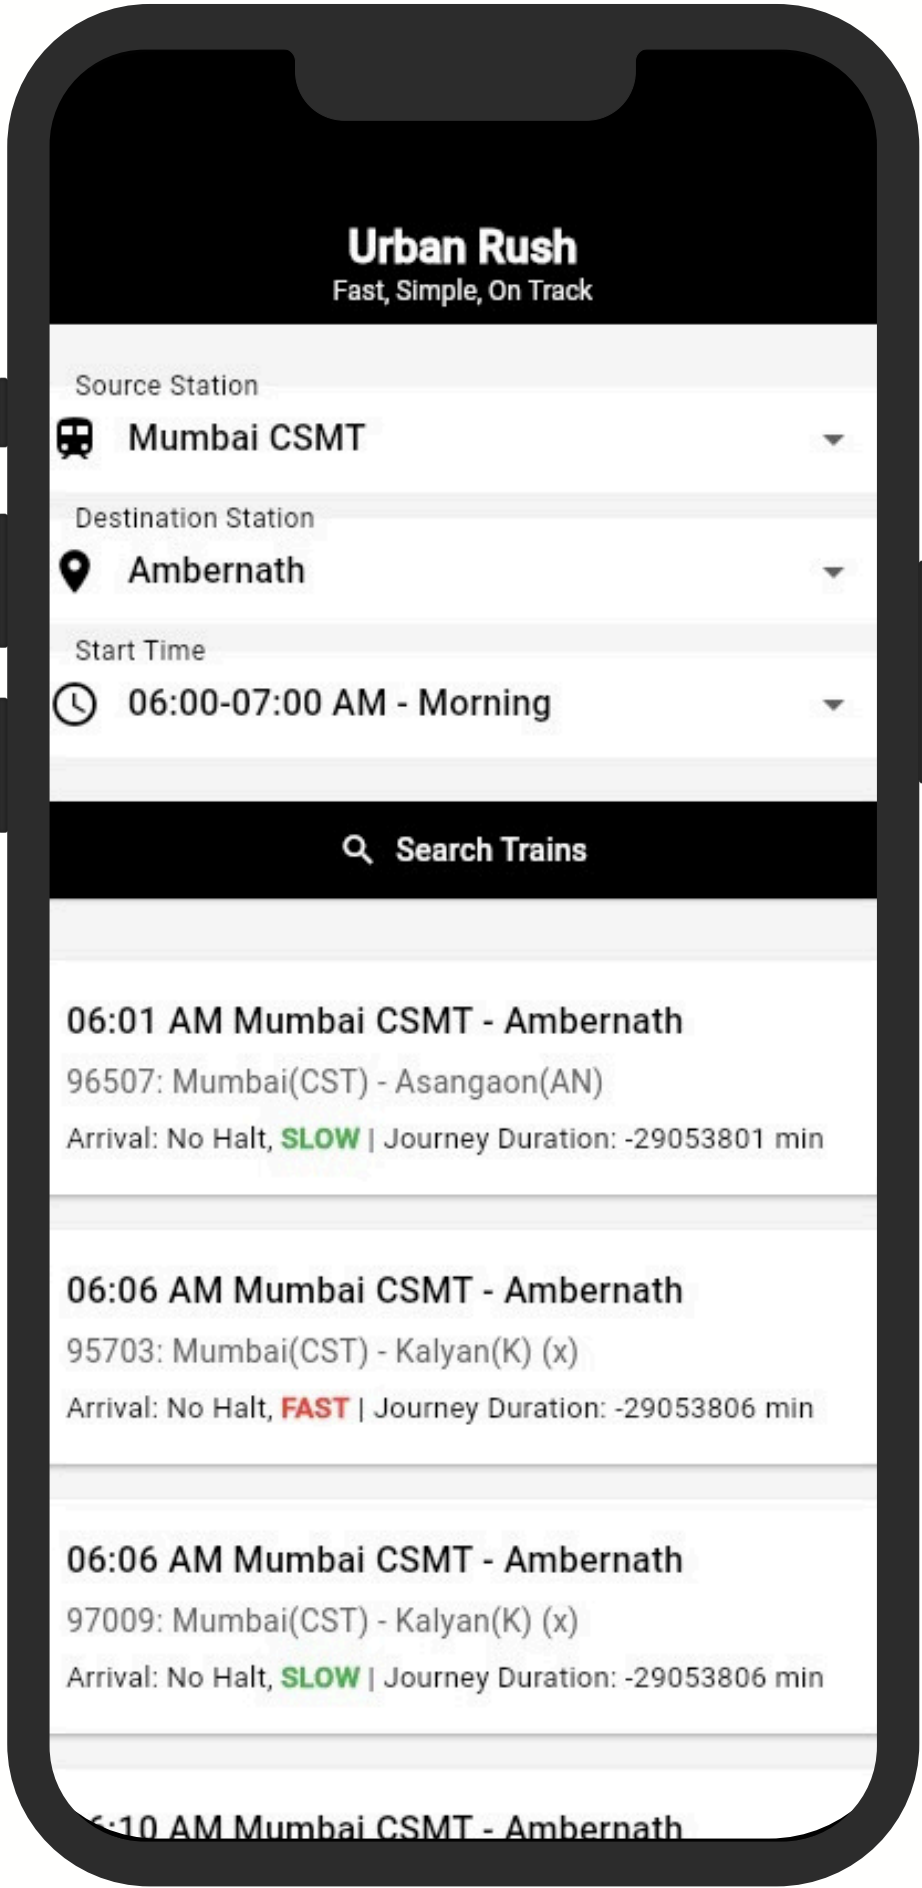 Urban Rush
Fast, Simple, On Track
Source Station
Mumbai CSMT
Destination Station
Ambernath
Start Time
06:00-07:00 AM - Morning
Search Trains
06:01 AM Mumbai CSMT - Ambernath
96507: Mumbai(CST) - Asangaon(AN)
Arrival: No Halt, SLOW | Journey Duration: -29053801 min
06:06 AM Mumbai CSMT - Ambernath
95703: Mumbai(CST) - Kalyan(K) (x)
Arrival: No Halt, FAST | Journey Duration: -29053806 min
06:06 AM Mumbai CSMT - Ambernath
97009: Mumbai(CST) - Kalyan(K) (x)
Arrival: No Halt, SLOW | Journey Duration: -29053806 min
6:10 AM Mumbai CSMT - Ambernath